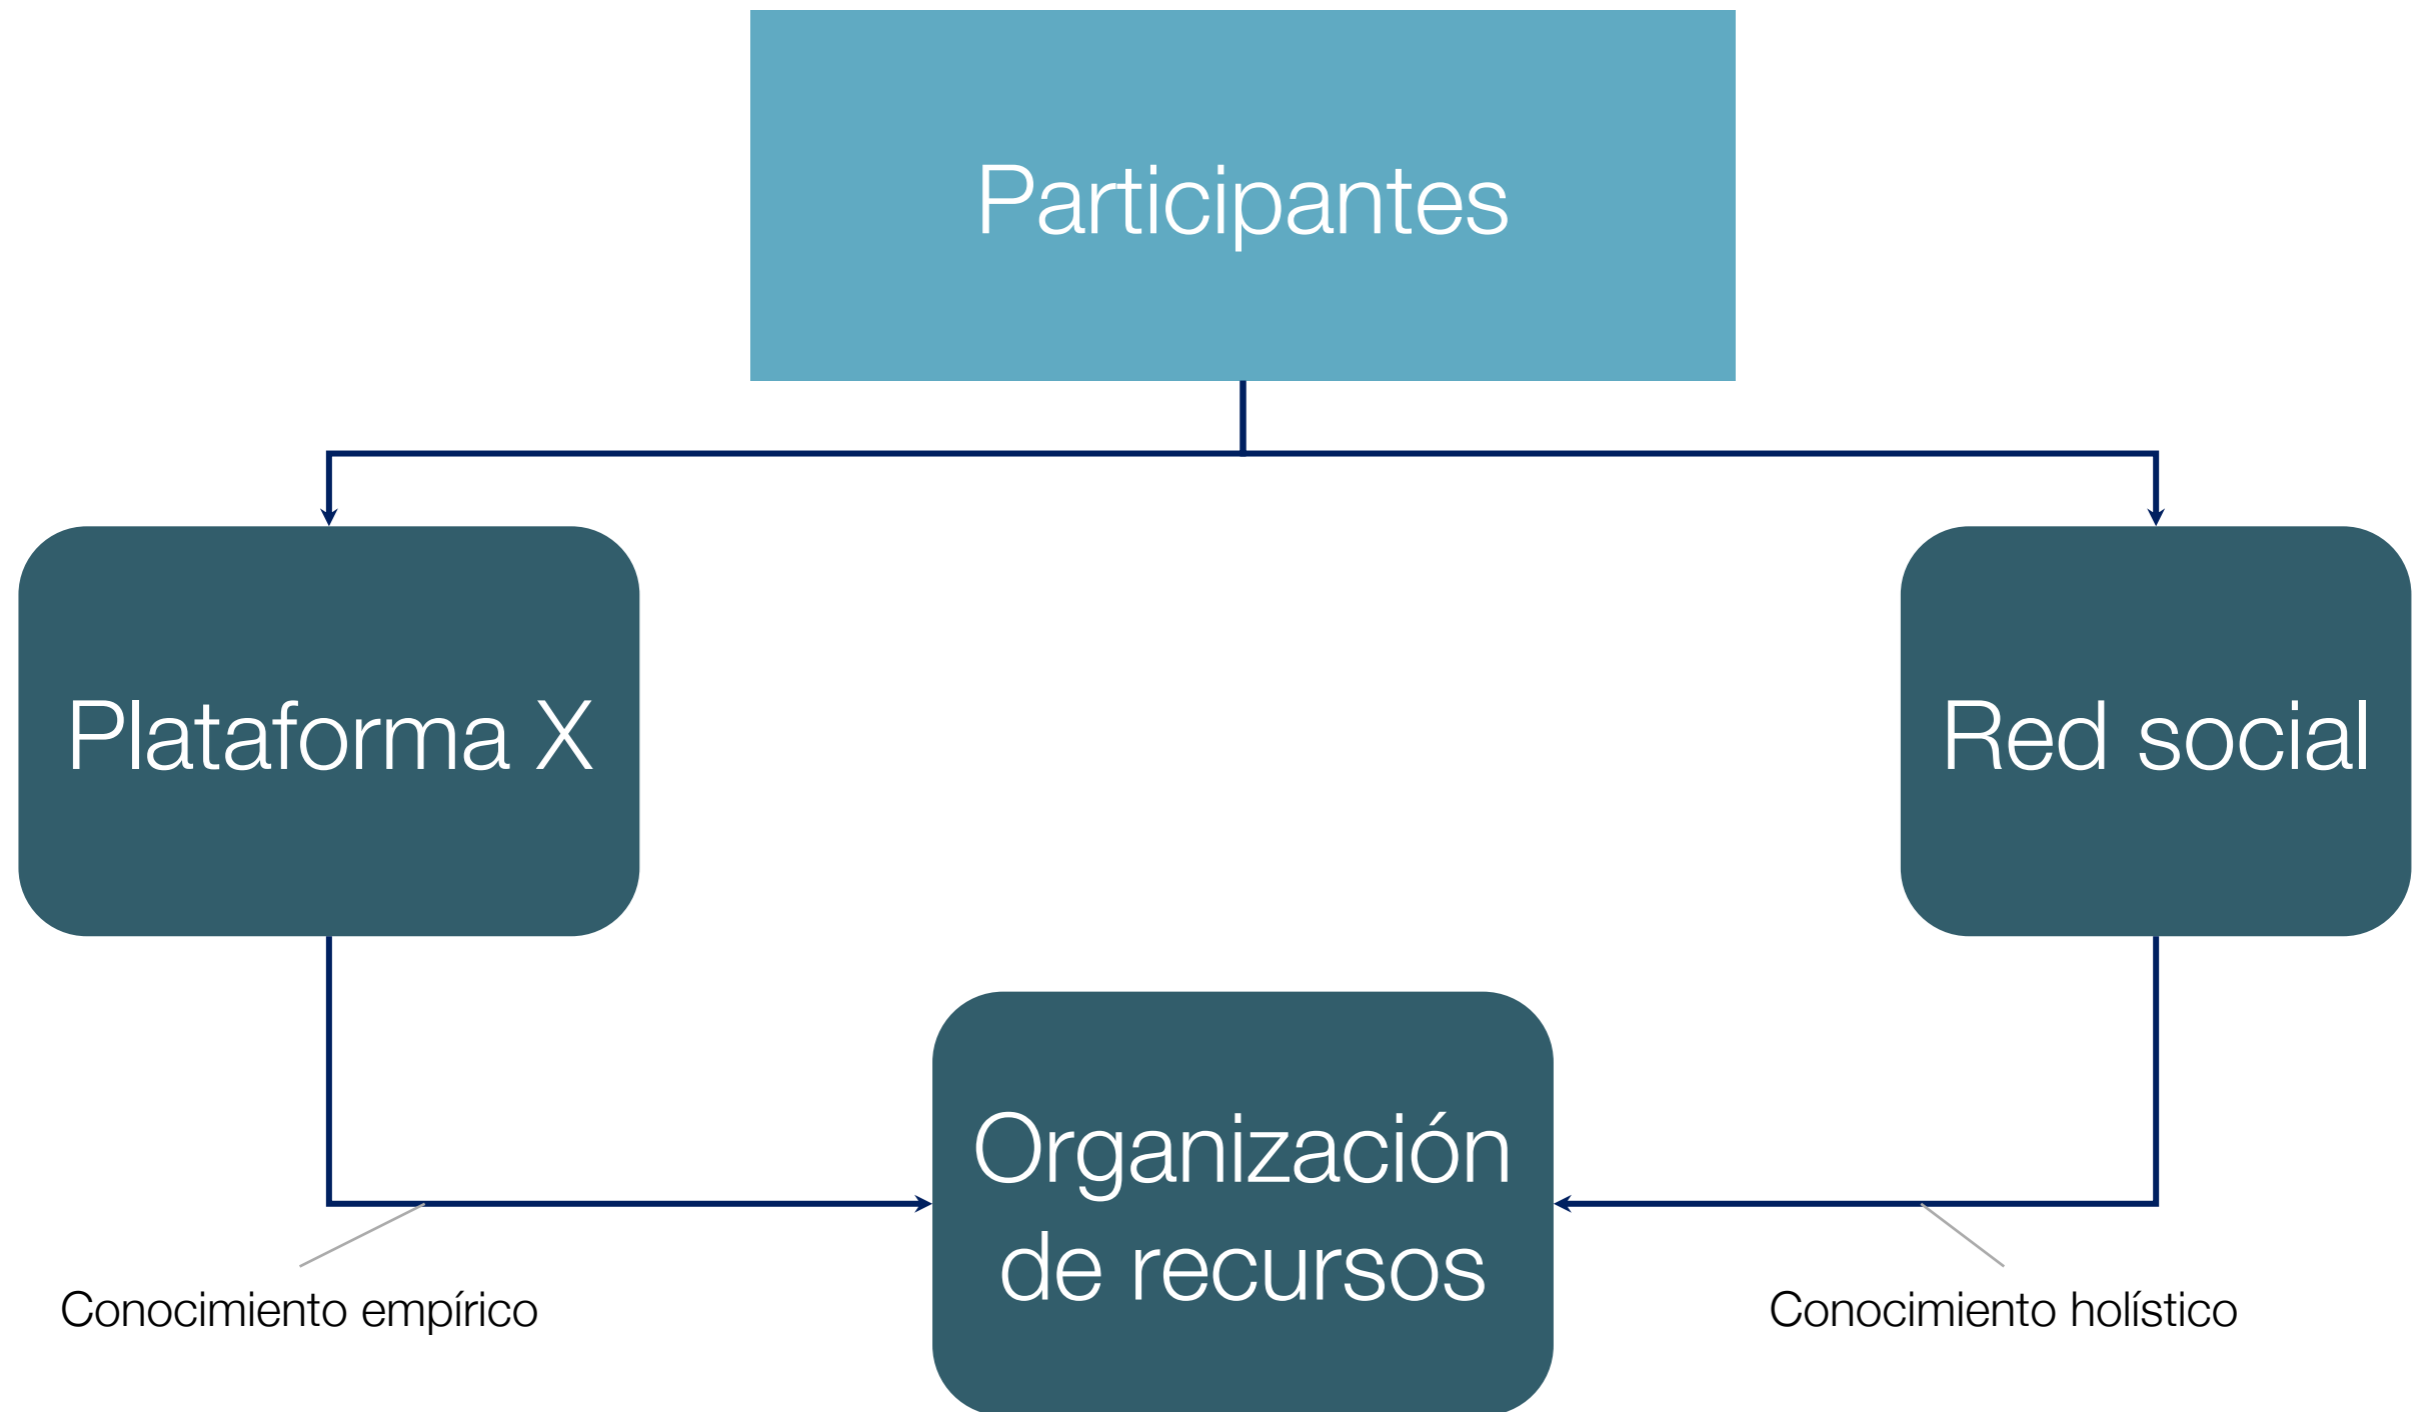 Participantes
Plataforma X
Red social
Organización
de recursos
Conocimiento empírico
Conocimiento holístico